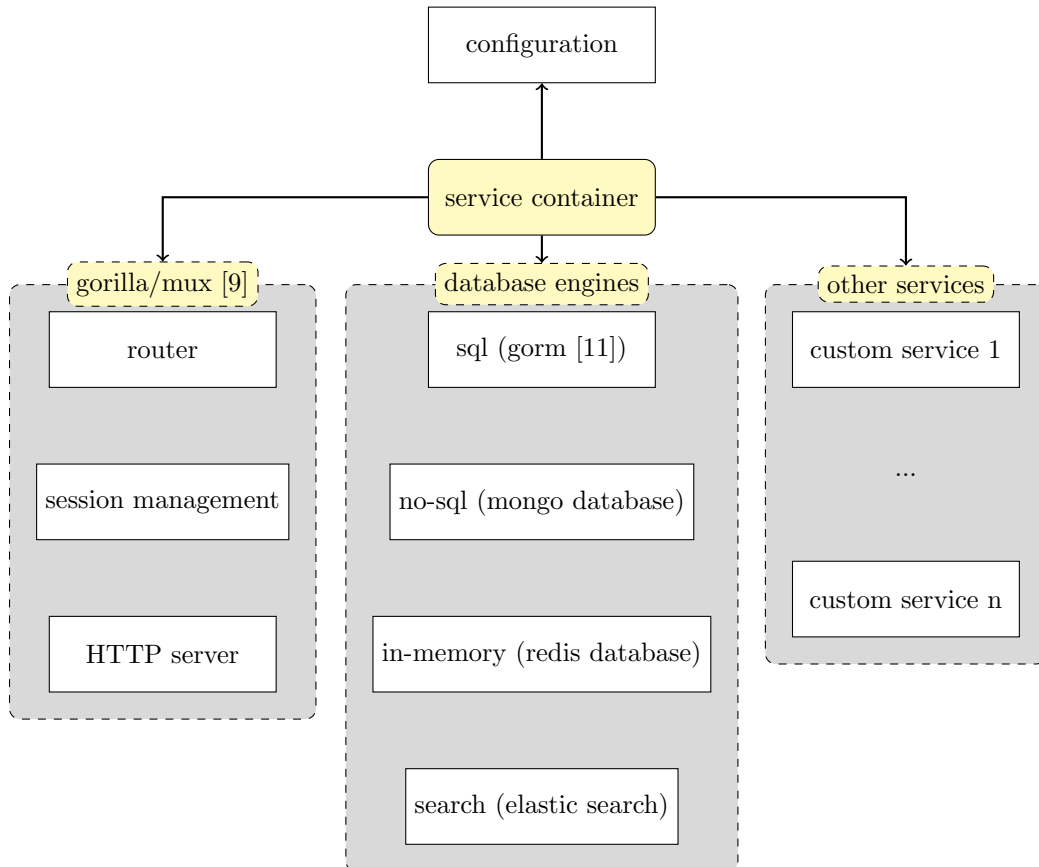 configuration
service container
gorilla/mux [9]
database engines
other services
router
sql (gorm [11])
custom service 1
session management
no-sql (mongo database)
...
HTTP server
in-memory (redis database)
custom service n
search (elastic search)